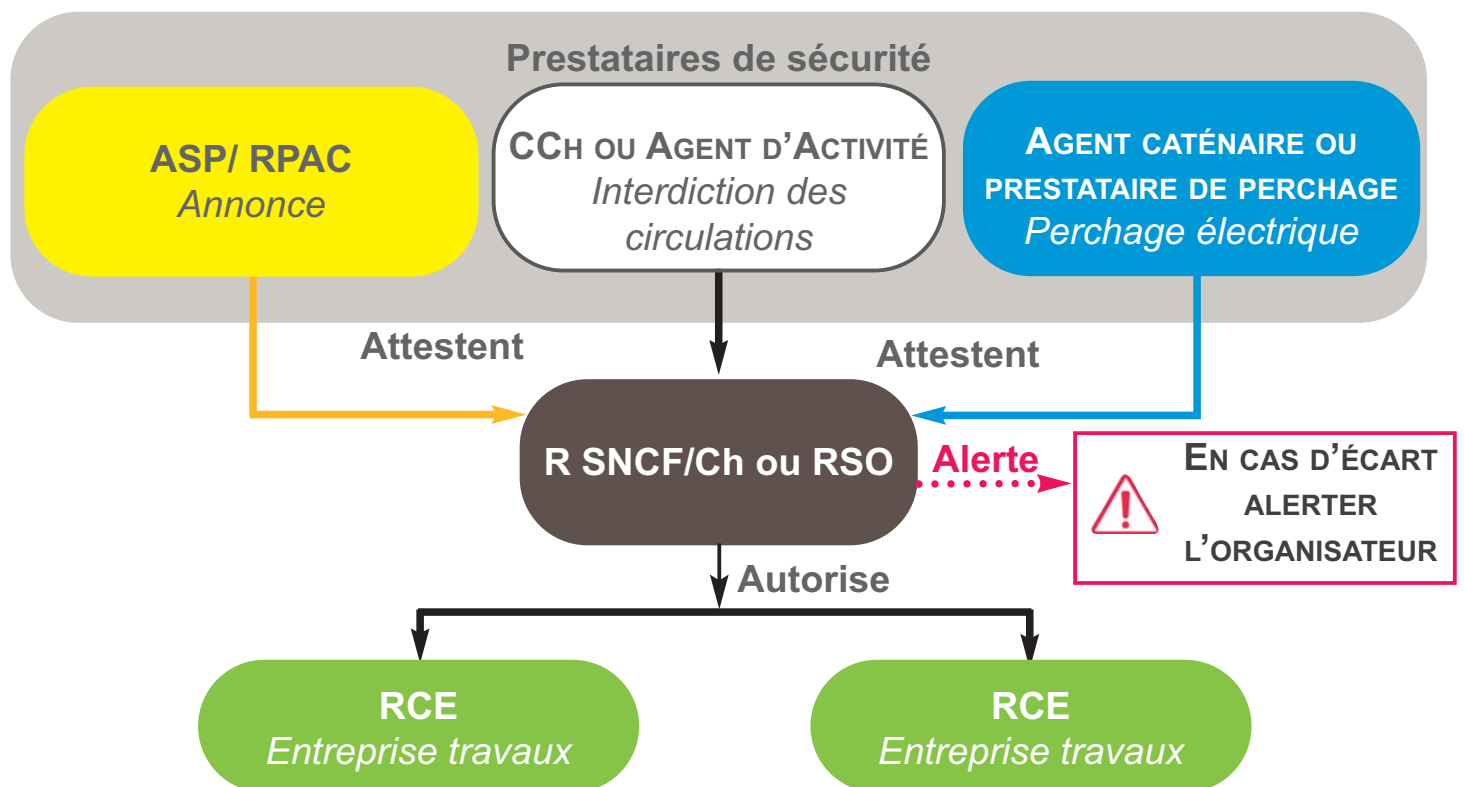 Prestataires de sécurité
ASP/ RPAC
Annonce
CCH OU AGENT D’ACTIVITÉ
Interdiction des
circulations
AGENT CATÉNAIRE OU
PRESTATAIRE DE PERCHAGE
Perchage électrique
Attestent
Attestent
R SNCF/Ch ou RSO
Alerte
EN CAS D’ÉCART
ALERTER
L’ORGANISATEUR
Autorise
RCE
Entreprise travaux
RCE
Entreprise travaux